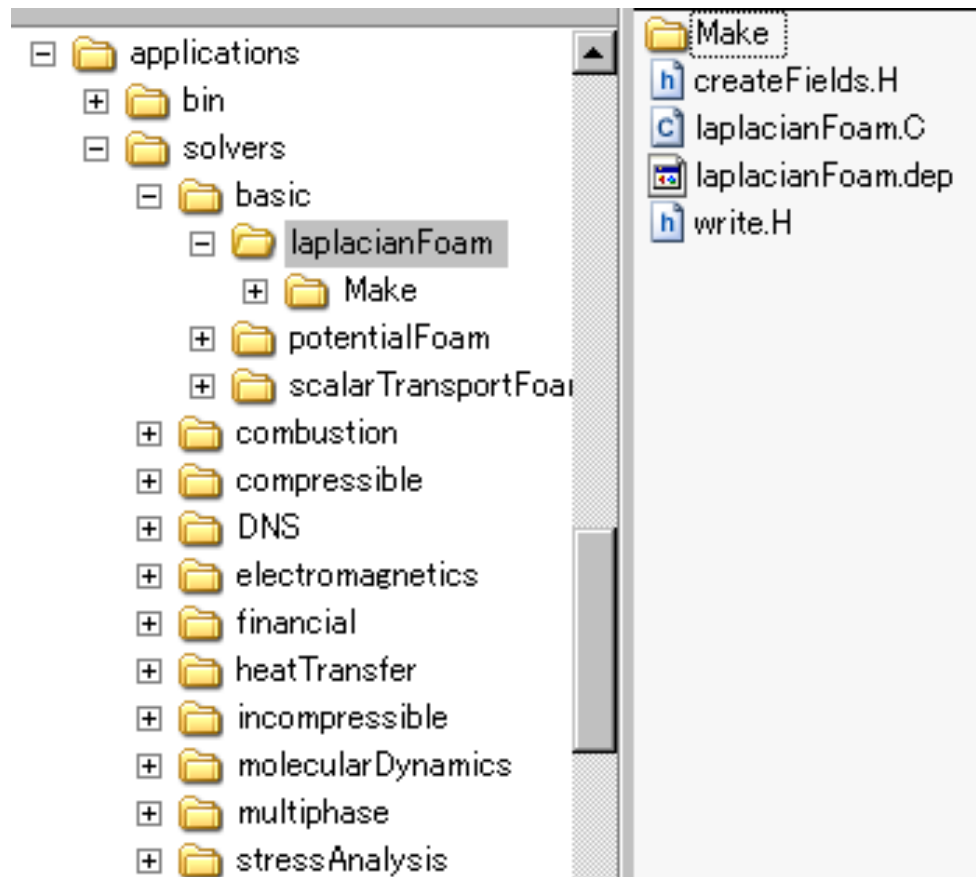 applications
bin
solvers
basic
laplacianFoam
Make
potentialFoam
scalarTransportFoa
combustion
compressible
DNS
electromagnetics
financial
heatTransfer
incompressible
molecularDynamics
multiphase
stressAnalysis
Make
createFields.H
laplacianFoam.C
laplacianFoam.dep
write.H